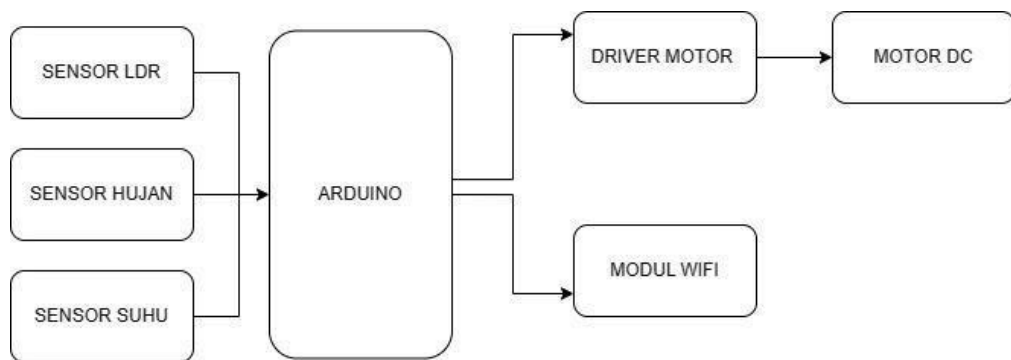 SENSOR LDR
SENSOR HUJAN
SENSOR SUHU
ARDUINO
DRIVER MOTOR
MOTOR DC
MODUL WIFI